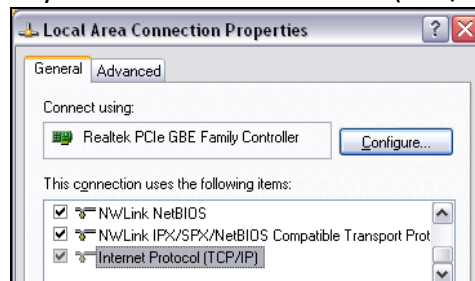 Local Area Connection Properties
General Advanced
Connect using:
Realtek PCIe GBE Family Controller
Configure...
This connection uses the following items:
NWLink NetBIOS
NWLink IPX/SPX/NetBIOS Compatible Transport Prot
Internet Protocol (TCP/IP)